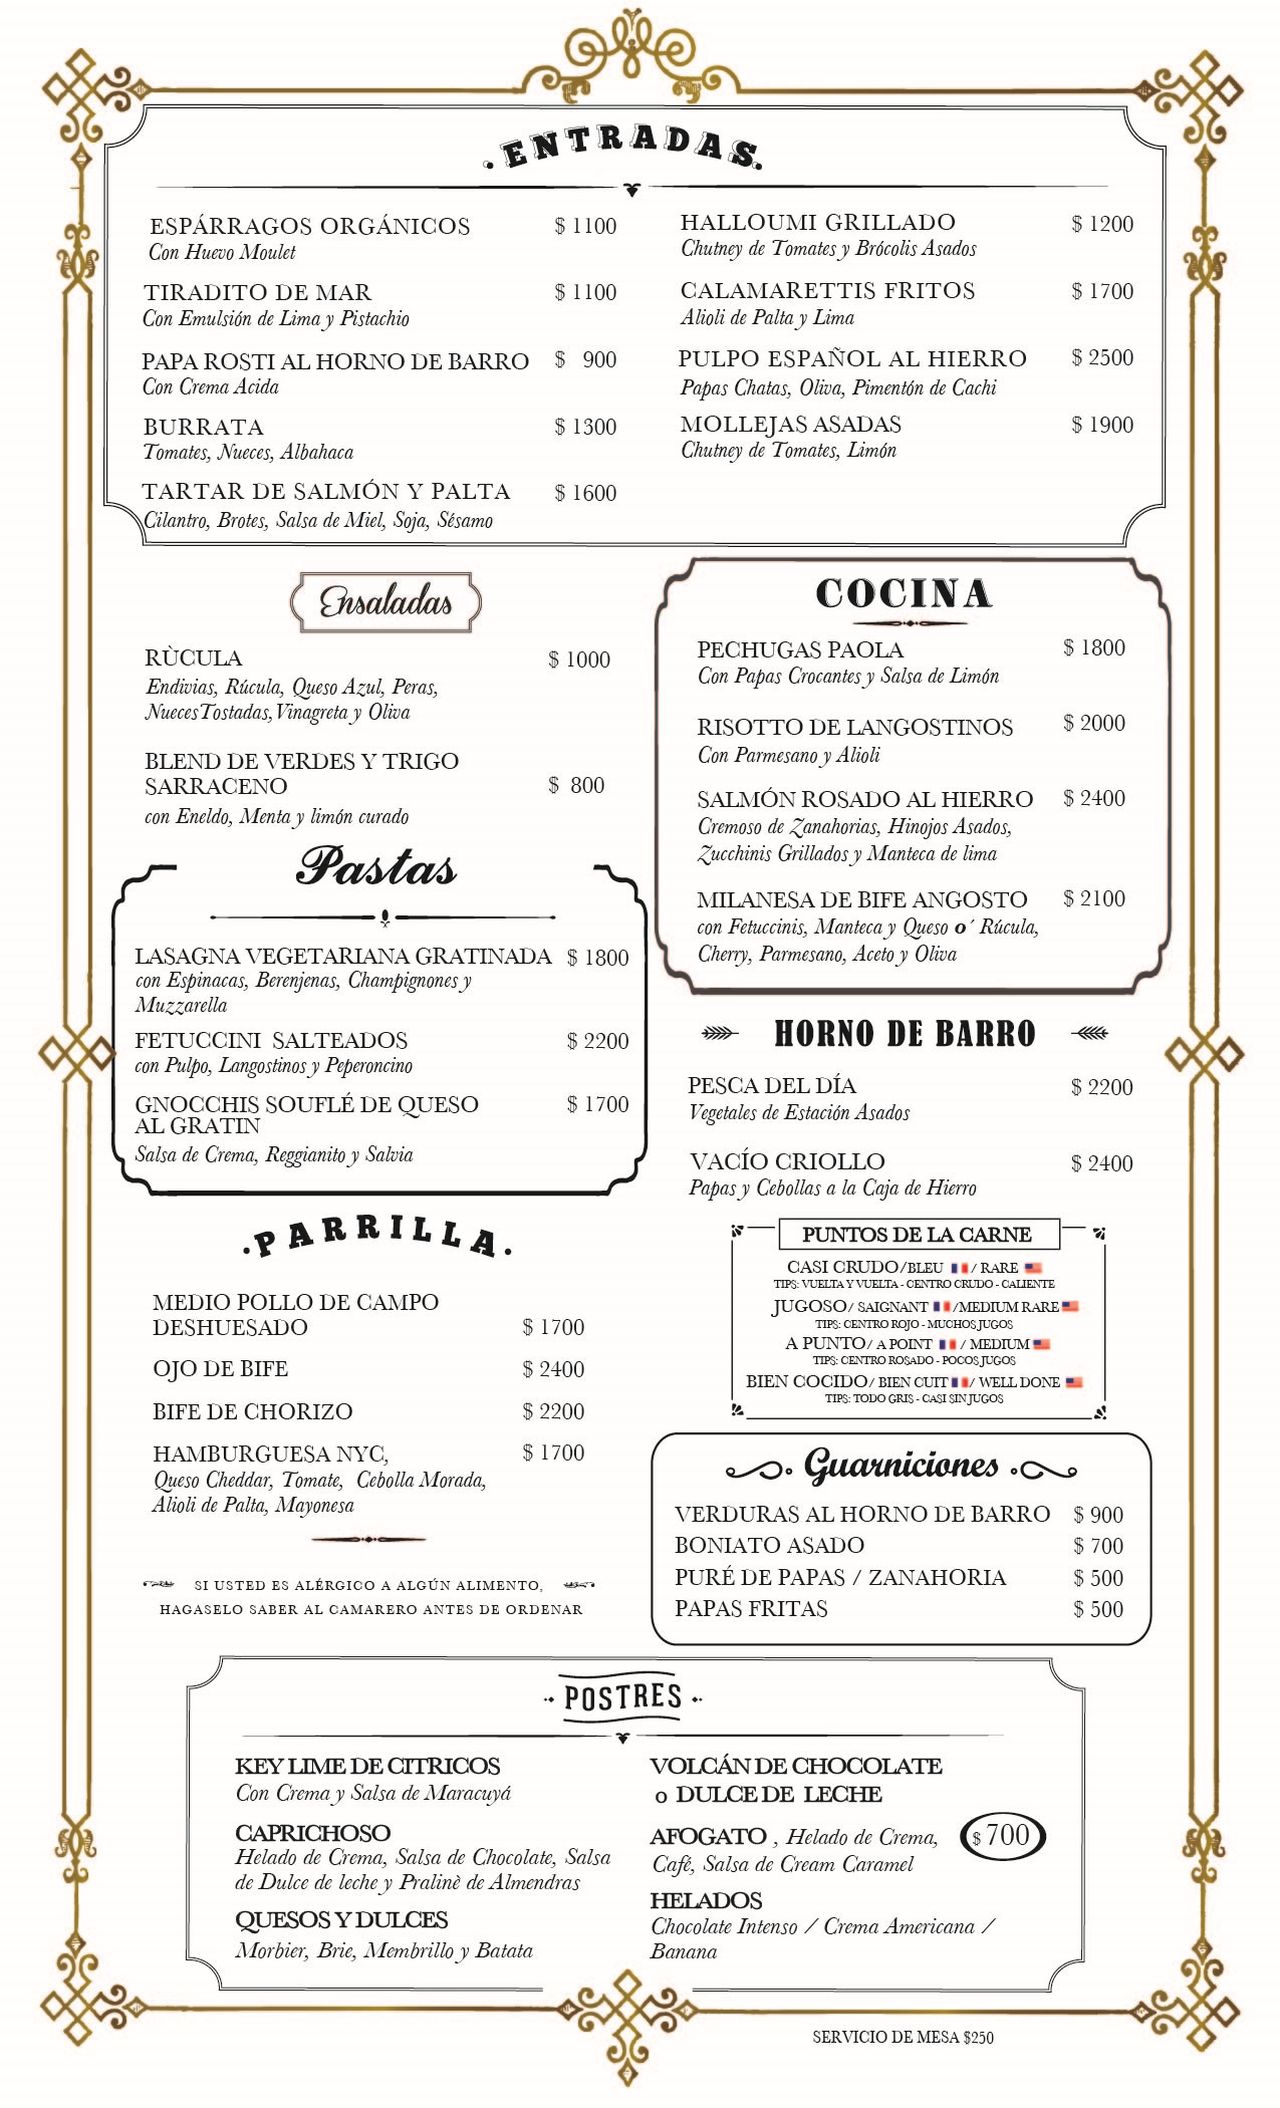 .ENTRADAS.
ESPÁRRAGOS ORGÁNICOS $ 1100
Con Huevo Moulet
TIRADITO DE MAR $ 1100
Con Emulsión de Lima y Pistachio
PAPA ROSTI AL HORNO DE BARRO $ 900
Con Crema Acida
BURRATA $ 1300
Tomates, Nueces, Albahaca
TARTAR DE SALMÓN Y PALTA $ 1600
Cilantro, Brotes, Salsa de Miel, Soja, Sésamo
HALLOUMI GRILLADO $ 1200
Chutney de Tomates y Brócolis Asados
CALAMARETTIS FRITOS $ 1700
Alioli de Palta y Lima
PULPO ESPAÑOL AL HIERRO $ 2500
Papas Chatas, Oliva, Pimentón de Cachi
MOLLEJAS ASADAS $ 1900
Chutney de Tomates, Limón
Ensaladas
RÙCULA $ 1000
Endivias, Rúcula, Queso Azul, Peras,
NuecesTostadas,Vinagreta y Oliva
BLEND DE VERDES Y TRIGO
SARRACENO $ 800
con Eneldo, Menta y limón curado
Pastas
LASAGNA VEGETARIANA GRATINADA $ 1800
con Espinacas, Berenjenas, Champignones y
Muzzarella
FETUCCINI SALTEADOS $ 2200
con Pulpo, Langostinos y Peperoncino
GNOCCHIS SOUFLÉ DE QUESO $ 1700
AL GRATIN
Salsa de Crema, Reggianito y Salvia
.PARRILLA.
MEDIO POLLO DE CAMPO
DESHUESADO $ 1700
OJO DE BIFE $ 2400
BIFE DE CHORIZO $ 2200
HAMBURGUESA NYC, $ 1700
Queso Cheddar, Tomate, Cebolla Morada,
Alioli de Palta, Mayonesa
SI USTED ES ALÉRGICO A ALGÚN ALIMENTO,
HAGASELO SABER AL CAMARERO ANTES DE ORDENAR
COCINA
PECHUGAS PAOLA $ 1800
Con Papas Crocantes y Salsa de Limón
RISOTTO DE LANGOSTINOS $ 2000
Con Parmesano y Alioli
SALMÓN ROSADO AL HIERRO $ 2400
Cremoso de Zanahorias, Hinojos Asados,
Zucchinis Grillados y Manteca de lima
MILANESA DE BIFE ANGOSTO $ 2100
con Fetuccinis, Manteca y Queso o´ Rúcula,
Cherry, Parmesano, Aceto y Oliva
HORNO DE BARRO
PESCA DEL DÍA $ 2200
Vegetales de Estación Asados
VACÍO CRIOLLO $ 2400
Papas y Cebollas a la Caja de Hierro
PUNTOS DE LA CARNE
CASI CRUDO/BLEU / RARE
TIPS: VUELTA Y VUELTA - CENTRO CRUDO - CALIENTE
JUGOSO/ SAIGNANT /MEDIUM RARE
TIPS: CENTRO ROJO - MUCHOS JUGOS
A PUNTO/ A POINT / MEDIUM
TIPS: CENTRO ROSADO - POCOS JUGOS
BIEN COCIDO/ BIEN CUIT / WELL DONE
TIPS: TODO GRIS - CASI SIN JUGOS
Guarniciones
VERDURAS AL HORNO DE BARRO $ 900
BONIATO ASADO $ 700
PURÉ DE PAPAS / ZANAHORIA $ 500
PAPAS FRITAS $ 500
POSTRES
KEY LIME DE CITRICOS
Con Crema y Salsa de Maracuyá
CAPRICHOSO
Helado de Crema, Salsa de Chocolate, Salsa
de Dulce de leche y Pralinè de Almendras
QUESOS Y DULCES
Morbier, Brie, Membrillo y Batata
VOLCÁN DE CHOCOLATE
o DULCE DE LECHE
AFOGATO , Helado de Crema,
Café, Salsa de Cream Caramel
$ 700
HELADOS
Chocolate Intenso / Crema Americana /
Banana
SERVICIO DE MESA $250